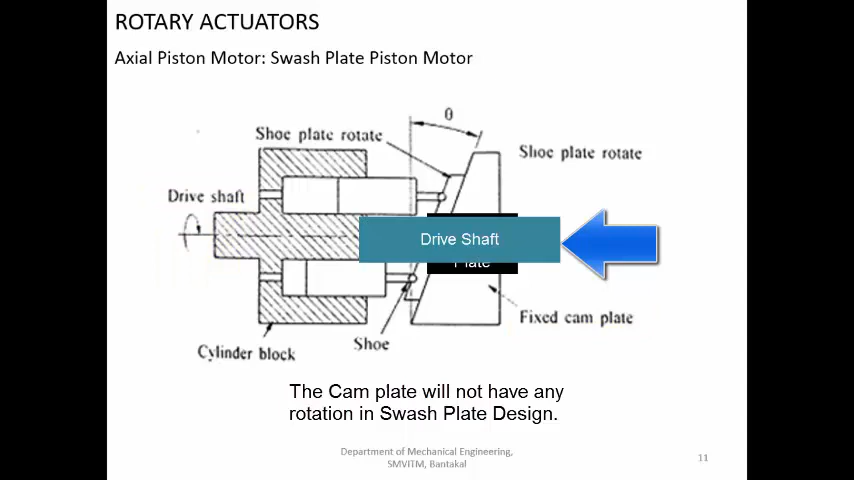 ROTARY ACTUATORS
Axial Piston Motor: Swash Plate Piston Motor
θ
Shoe plate rotate
Shoe plate rotate
Drive shaft
Drive Shaft
Plate
Fixed cam plate
Shoe
Cylinder block
The Cam plate will not have any
rotation in Swash Plate Design.
Department of Mechanical Engineering,
SMVITM, Bantakal
11